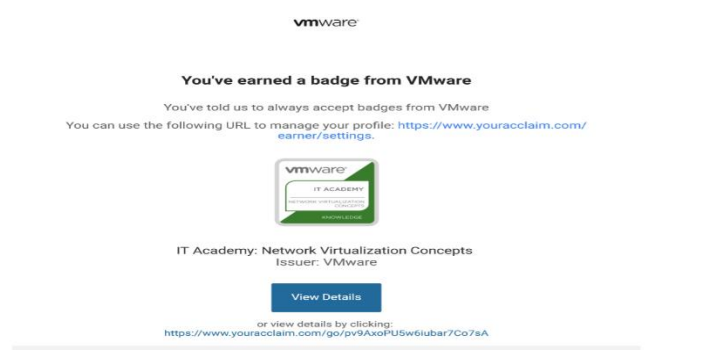 vmware
You've earned a badge from VMware
You've told us to always accept badges from VMware
You can use the following URL to manage your profile: https://www.youracclaim.com/
earner/settings.
vmware
IT ACADEMY
NETWORK VIRTUALIZATION
CONCEPTS
KNOWLEDGE
IT Academy: Network Virtualization Concepts
Issuer: VMware
View Details
or view details by clicking:
https://www.youracclaim.com/go/pv9AxoPU5w6iubar7Co7sA